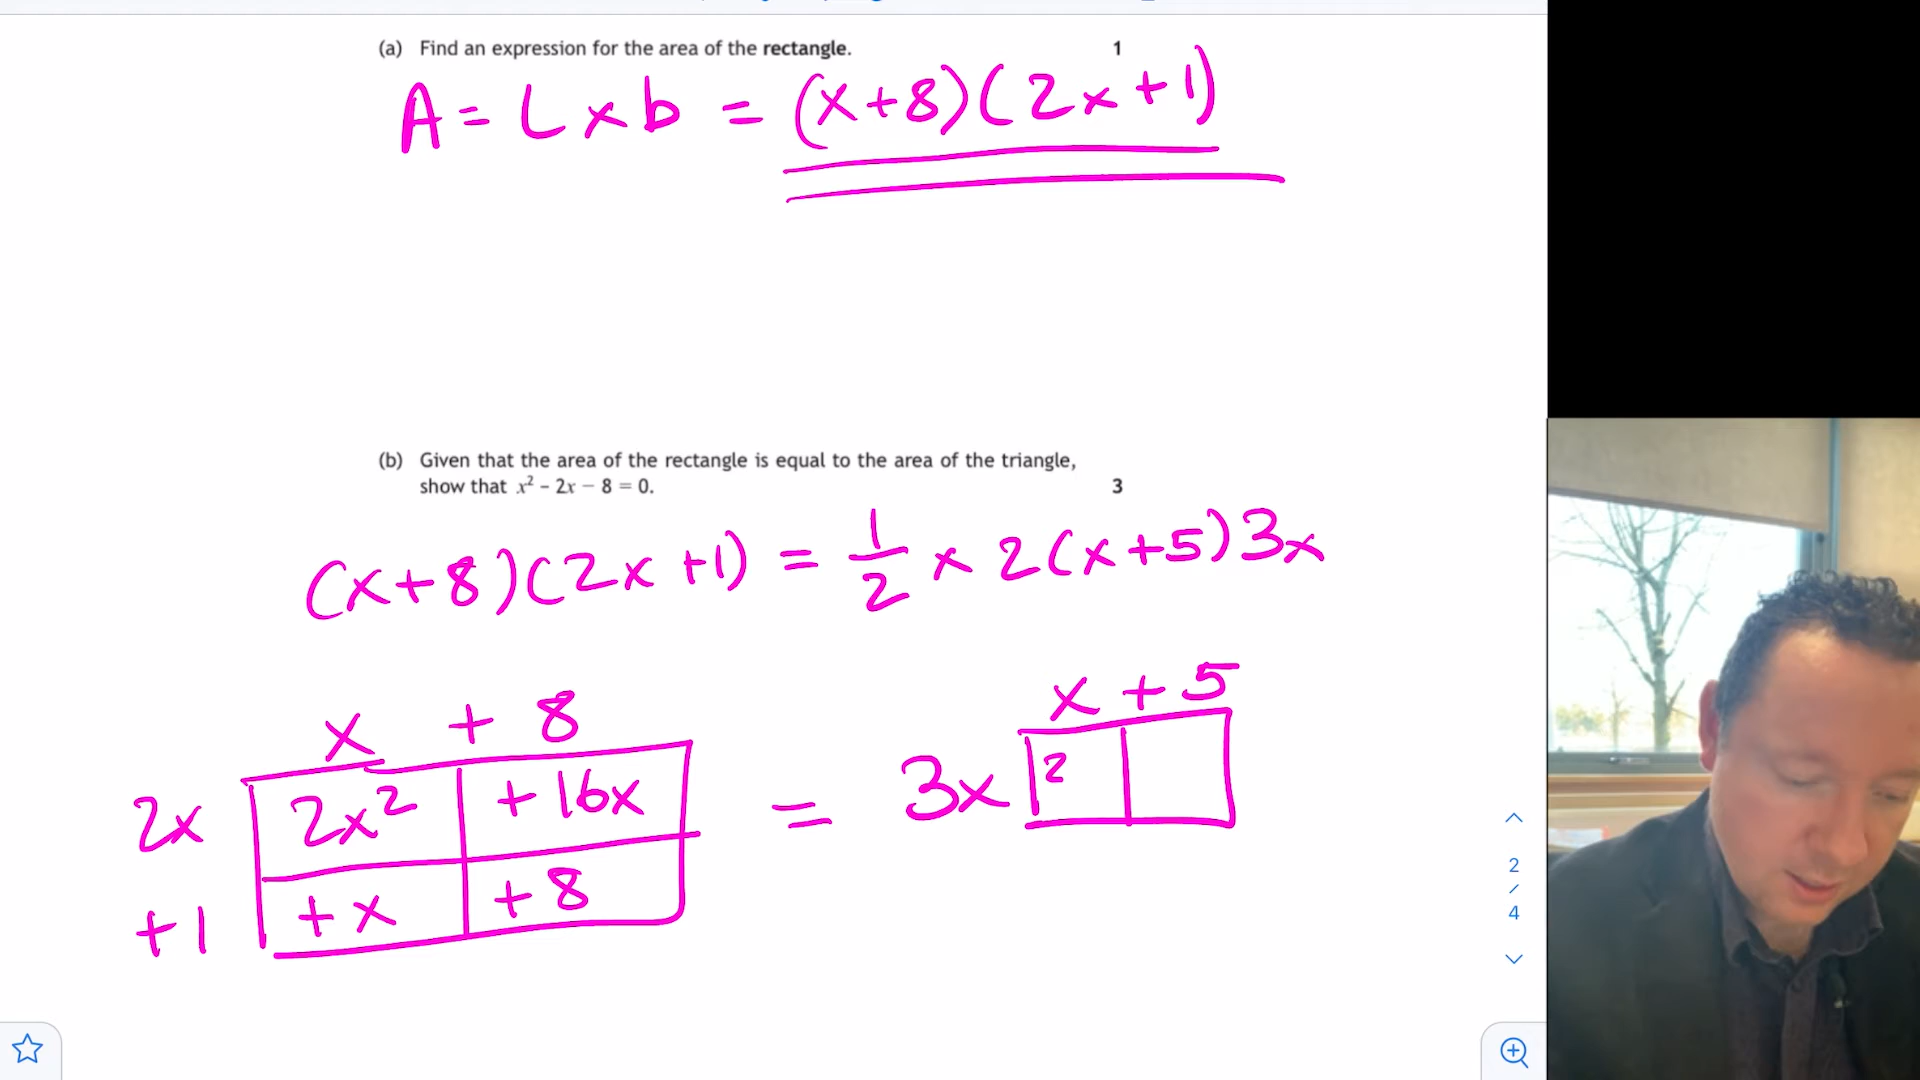 (a) Find an expression for the area of the rectangle. 1
A = L × b = (x+8)(2x+1)
(b) Given that the area of the rectangle is equal to the area of the triangle,
show that x² – 2x – 8 = 0. 3
(x+8)(2x+1) = 1/2 × 2(x+5)3x
x + 8
x + 5
2x 2x² +16x = 3x 2
+1 +x +8
2
/
4